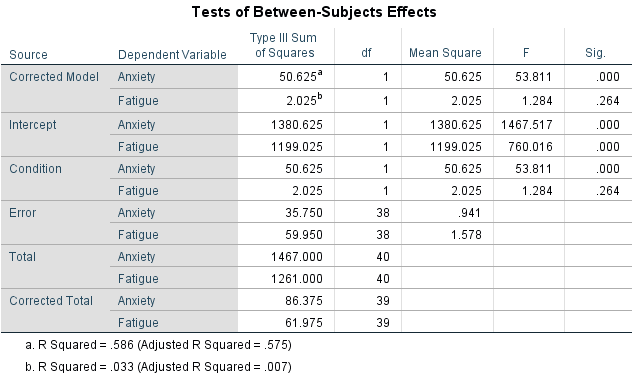 Tests of Between-Subjects Effects
Source Dependent Variable Type III Sum of Squares df Mean Square F Sig.
Corrected Model Anxiety 50.625a 1 50.625 53.811 .000
Fatigue 2.025b 1 2.025 1.284 .264
Intercept Anxiety 1380.625 1 1380.625 1467.517 .000
Fatigue 1199.025 1 1199.025 760.016 .000
Condition Anxiety 50.625 1 50.625 53.811 .000
Fatigue 2.025 1 2.025 1.284 .264
Error Anxiety 35.750 38 .941
Fatigue 59.950 38 1.578
Total Anxiety 1467.000 40
Fatigue 1261.000 40
Corrected Total Anxiety 86.375 39
Fatigue 61.975 39
a. R Squared = .586 (Adjusted R Squared = .575)
b. R Squared = .033 (Adjusted R Squared = .007)